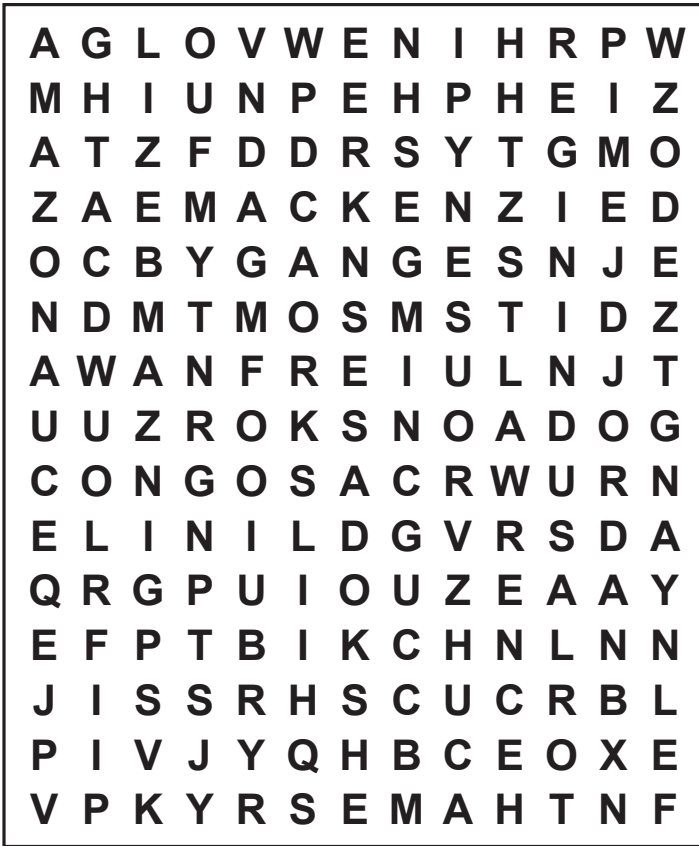 A G L O V W E N I H R P W
M H I U N P E H P H E I Z
A T Z F D D R S Y T G M O
Z A E M A C K E N Z I E D
O C B Y G A N G E S N J E
N D M T M O S M S T I D Z
A W A N F R E I U L N J T
U U Z R O K S N O A D O G
C O N G O S A C R W U R N
E L I N I L D G V R S D A
Q R G P U I O U Z E A A Y
E F P T B I K C H N L N N
J I S S R H S C U C R B L
P I V J Y Q H B C E O X E
V P K Y R S E M A H T N F